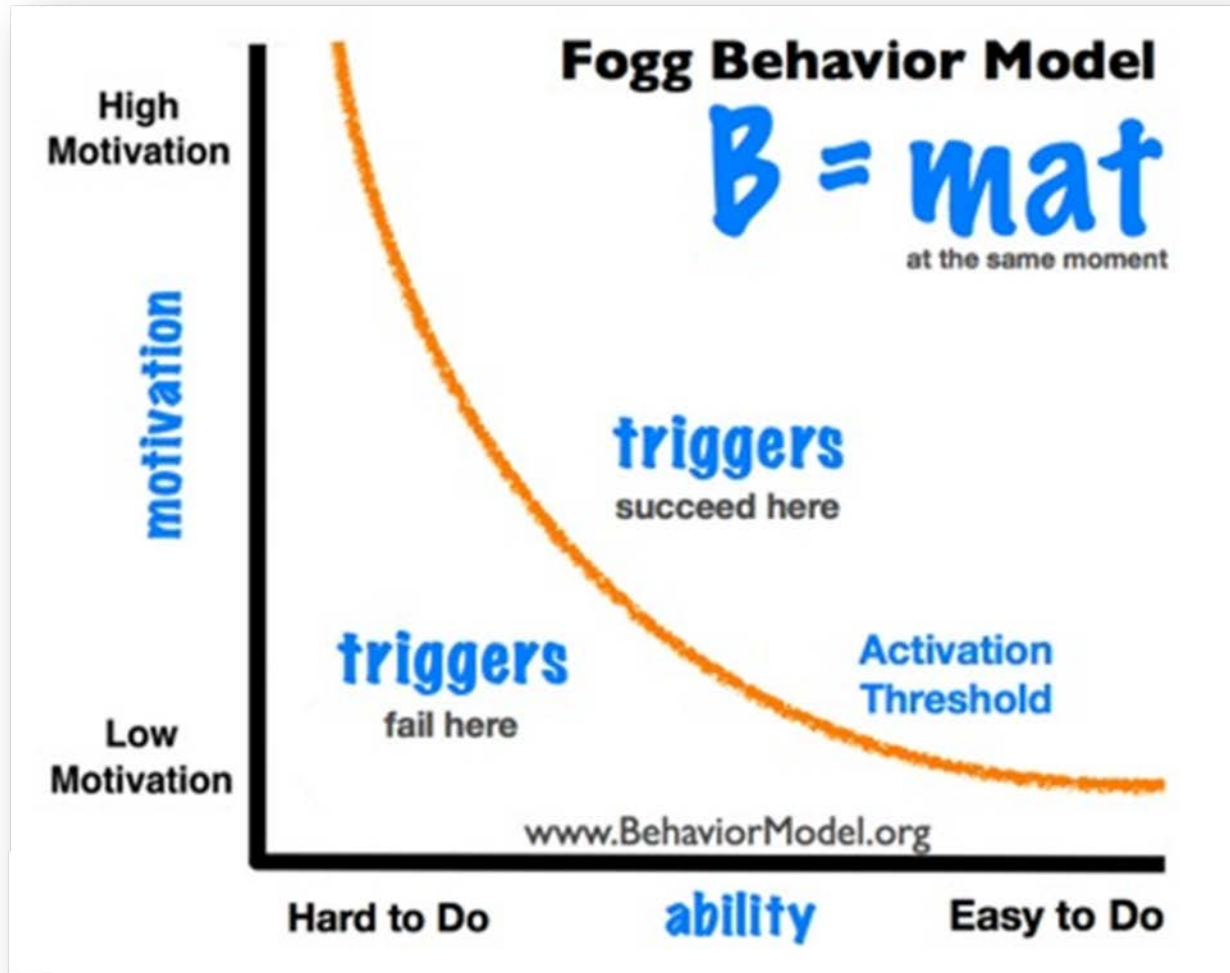 Fogg Behavior Model
B = mat
at the same moment
High
Motivation
motivation
triggers
succeed here
triggers
fail here
Activation
Threshold
Low
Motivation
www.BehaviorModel.org
Hard to Do
ability
Easy to Do